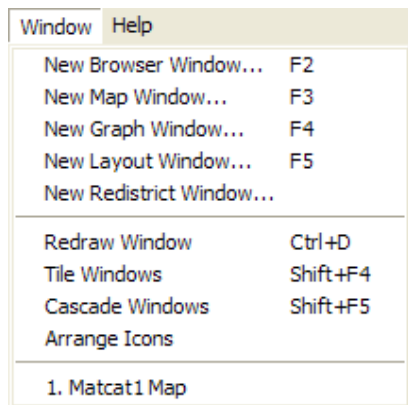 Window Help
New Browser Window... F2
New Map Window... F3
New Graph Window... F4
New Layout Window... F5
New Redistrict Window...
Redraw Window Ctrl+D
Tile Windows Shift+F4
Cascade Windows Shift+F5
Arrange Icons
1. Matcat1 Map